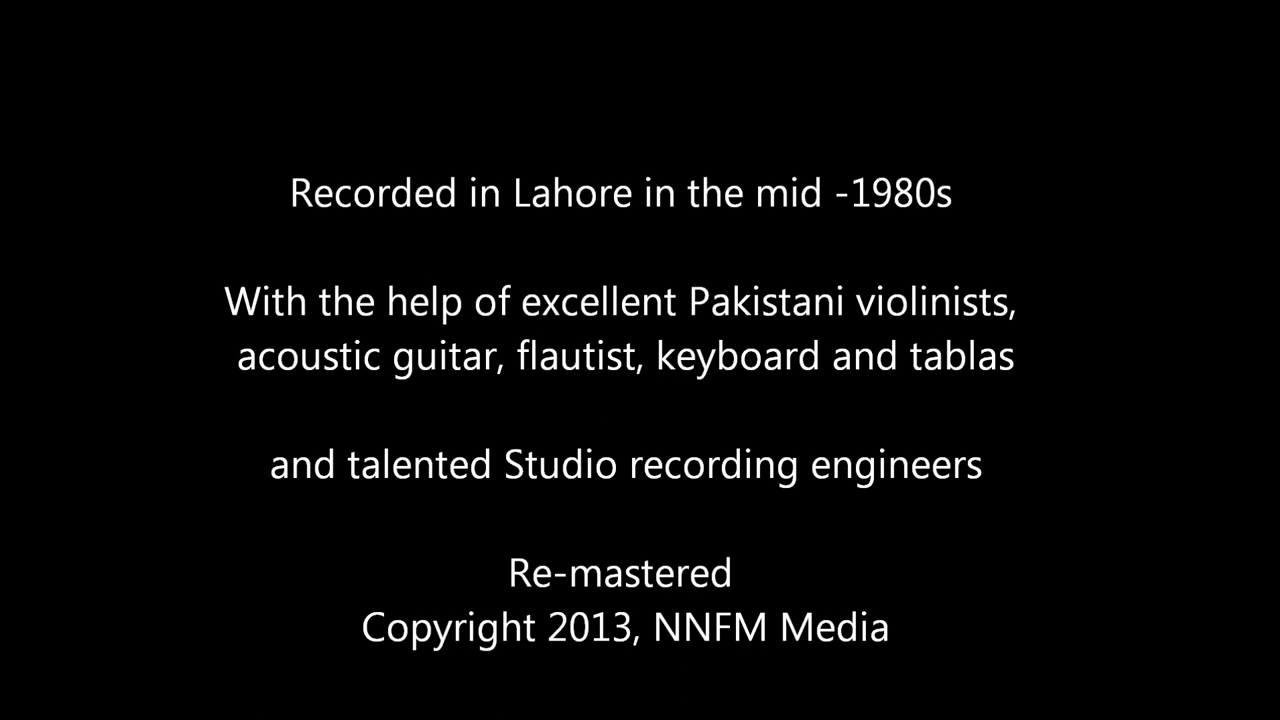 Recorded in Lahore in the mid -1980s
With the help of excellent Pakistani violinists,
acoustic guitar, flautist, keyboard and tablas
and talented Studio recording engineers
Re-mastered
Copyright 2013, NNFM Media